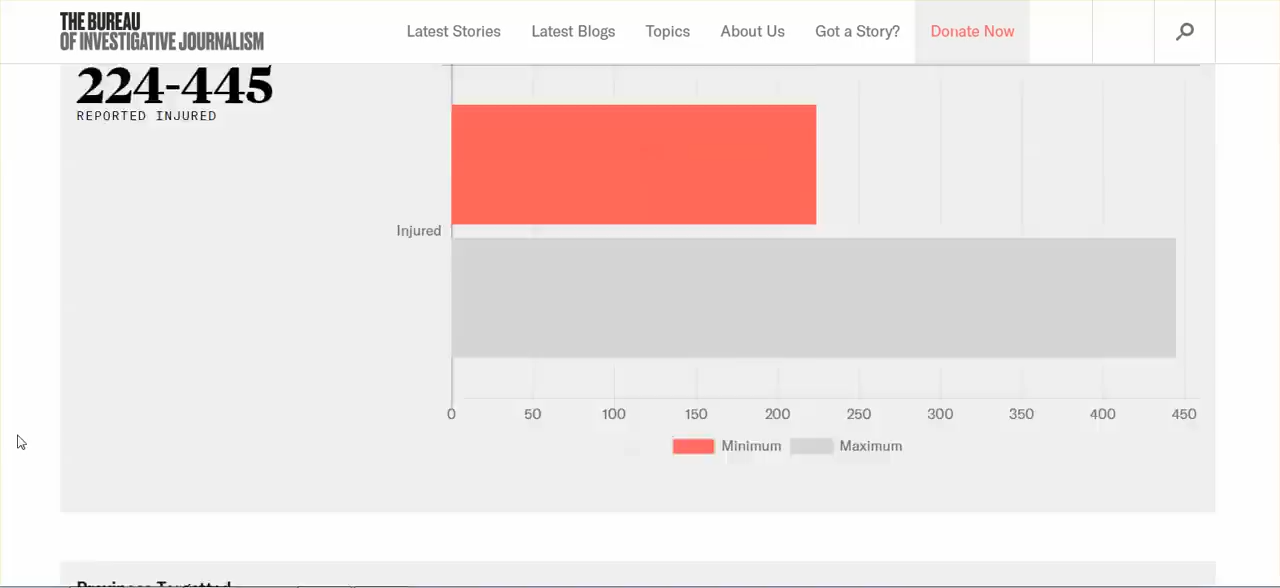 THE BUREAU
OF INVESTIGATIVE JOURNALISM
Latest Stories Latest Blogs Topics About Us Got a Story? Donate Now
224-445
REPORTED INJURED
Injured
0 50 100 150 200 250 300 350 400 450
Minimum Maximum